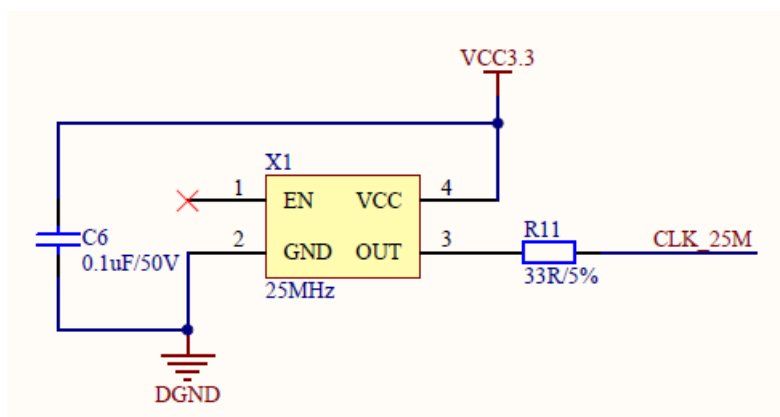 VCC3.3
X1
1 EN VCC 4
C6
0.1uF/50V
2 GND OUT 3
R11
CLK_25M
33R/5%
25MHz
DGND